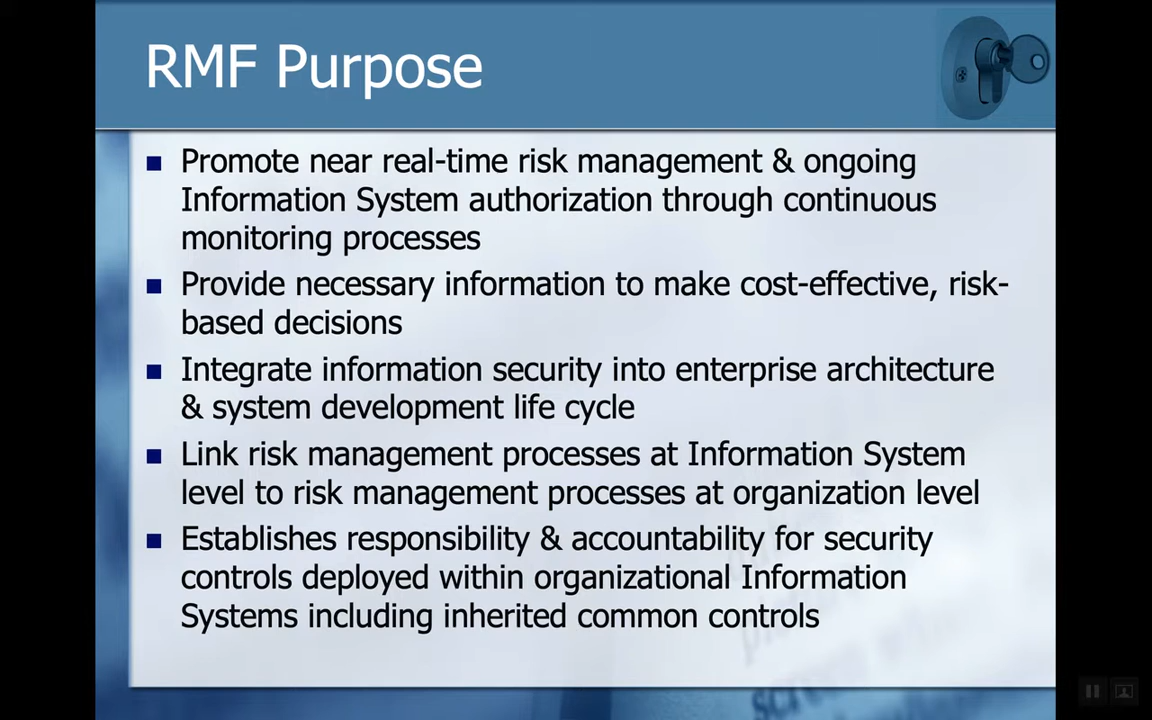 RMF Purpose
Promote near real-time risk management & ongoing
Information System authorization through continuous
monitoring processes
Provide necessary information to make cost-effective, risk-
based decisions
Integrate information security into enterprise architecture
& system development life cycle
Link risk management processes at Information System
level to risk management processes at organization level
Establishes responsibility & accountability for security
controls deployed within organizational Information
Systems including inherited common controls